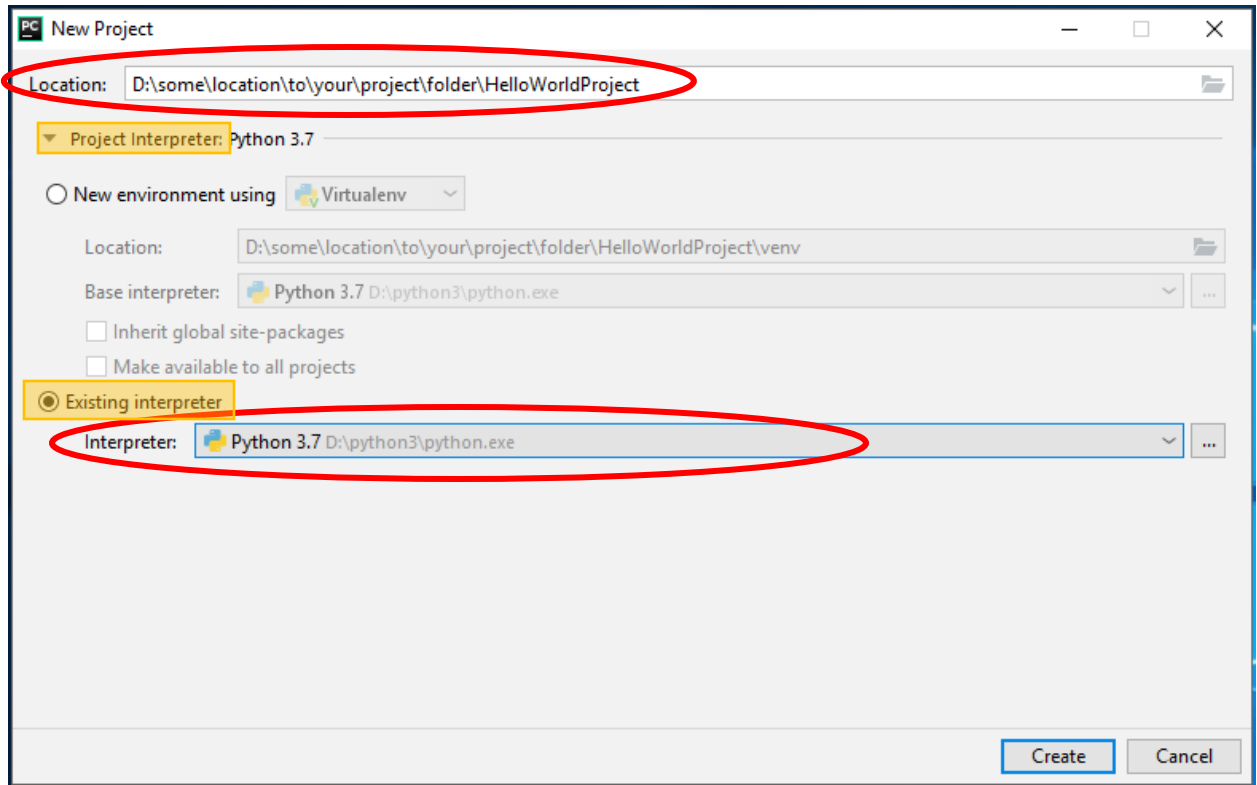 PC New Project
Location: D:\some\location\to\your\project\folder\HelloWorldProject
Project Interpreter: Python 3.7
New environment using Virtualenv
Location: D:\some\location\to\your\project\folder\HelloWorldProject\venv
Base interpreter: Python 3.7 D:\python3\python.exe ...
Inherit global site-packages
Make available to all projects
Existing interpreter
Interpreter: Python 3.7 D:\python3\python.exe ...
Create Cancel